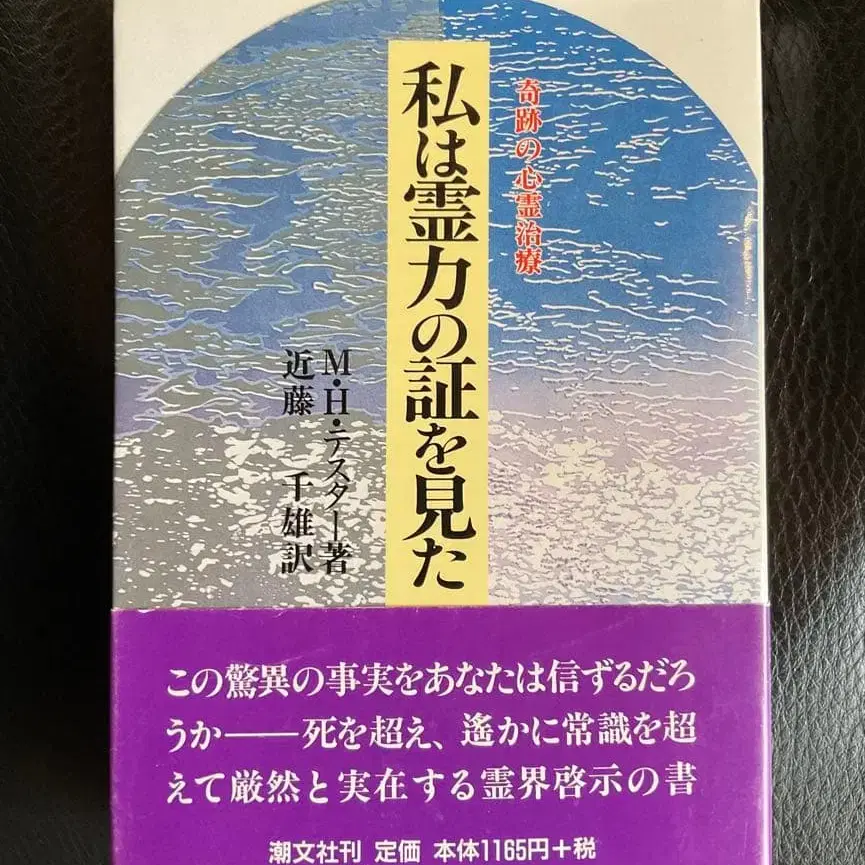 奇跡の心霊治療
私は霊力の証を見た
M・H・テスター著
近藤 千雄訳
この驚異の事実をあなたは信ずるだろ
うか――死を超え、遙かに常識を超
えて厳然と実在する霊界啓示の書
潮文社刊 定価 本体1165円+税